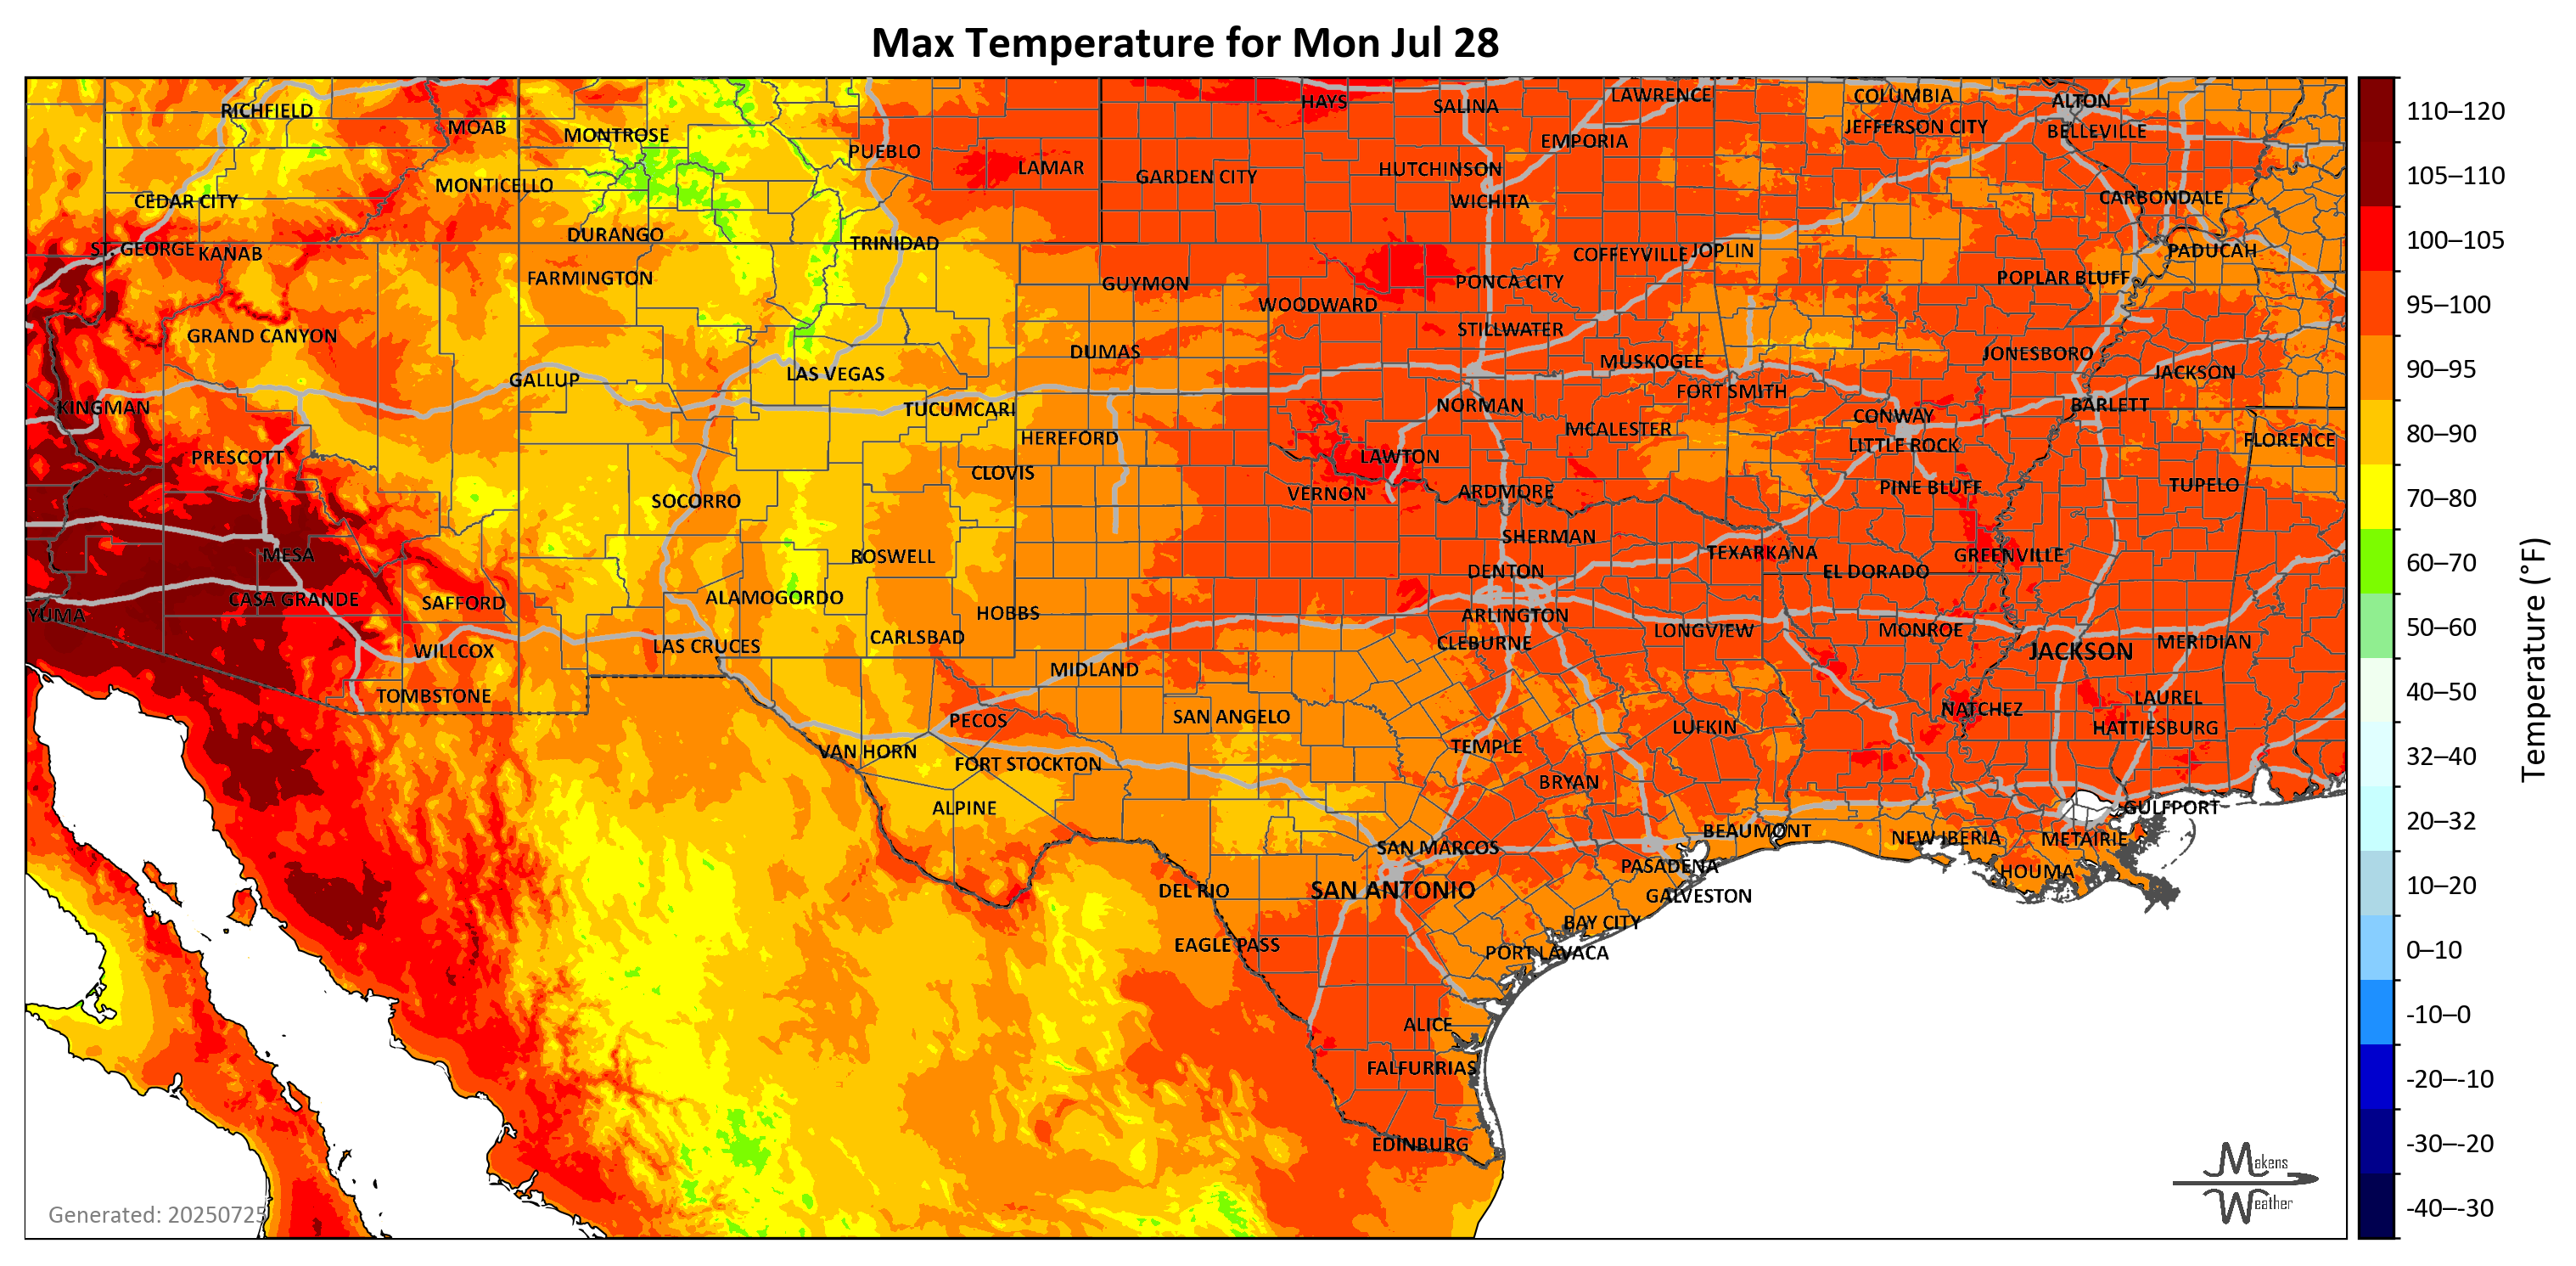 Max Temperature for Mon Jul 28
RICHFIELD
MOAB
MONTROSE
PUEBLO
LAMAR
HAYS
SALINA
LAWRENCE
COLUMBIA
ALTON
EMPORIA
JEFFERSON CITY
BELLEVILLE
CEDAR CITY
MONTICELLO
GARDEN CITY
HUTCHINSON
WICHITA
CARBONDALE
ST. GEORGE
KANAB
DURANGO
TRINIDAD
COFFEYVILLE
JOPLIN
PADUCAH
FARMINGTON
GUYMON
WOODWARD
PONCA CITY
POPLAR BLUFF
GRAND CANYON
DUMAS
STILLWATER
MUSKOGEE
JONESBORO
JACKSON
GALLUP
LAS VEGAS
FORT SMITH
KINGMAN
TUCUMCARI
NORMAN
CONWAY
BARLETT
HEREFORD
MCALESTER
LITTLE ROCK
FLORENCE
PRESCOTT
CLOVIS
LAWTON
SOCORRO
VERNON
ARDMORE
PINE BLUFF
TUPELO
MESA
ROSWELL
SHERMAN
TEXARKANA
GREENVILLE
DENTON
EL DORADO
YUMA
CASA GRANDE
SAFFORD
ALAMOGORDO
HOBBS
ARLINGTON
WILLCOX
LAS CRUCES
CARLSBAD
CLEBURNE
LONGVIEW
MONROE
JACKSON
MERIDIAN
TOMBSTONE
MIDLAND
LAUREL
PECOS
SAN ANGELO
NATCHEZ
VAN HORN
FORT STOCKTON
TEMPLE
LUFKIN
HATTIESBURG
BRYAN
ALPINE
GULFPORT
SAN MARCOS
BEAUMONT
NEW IBERIA
METAIRIE
DEL RIO
SAN ANTONIO
PASADENA
HOUMA
GALVESTON
EAGLE PASS
BAY CITY
PORT LAVACA
ALICE
FALFURRIAS
EDINBURG
Generated: 20250725
Makens
Weather
110–120
105–110
100–105
95–100
90–95
80–90
70–80
60–70
50–60
40–50
32–40
20–32
10–20
0–10
-10–0
-20–-10
-30–-20
-40–-30
Temperature (°F)